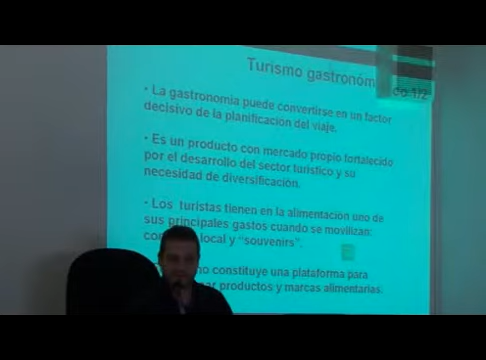 Turismo gastronóm
co 1/2
• La gastronomía puede convertirse en un factor
decisivo de la planificación del viaje.
• Es un producto con mercado propio fortalecido
por el desarrollo del sector turístico y su
necesidad de diversificación.
• Los turistas tienen en la alimentación uno de
sus principales gastos cuando se movilizan:
local y "souvenirs".
no constituye una plataforma para
productos y marcas alimentarias.